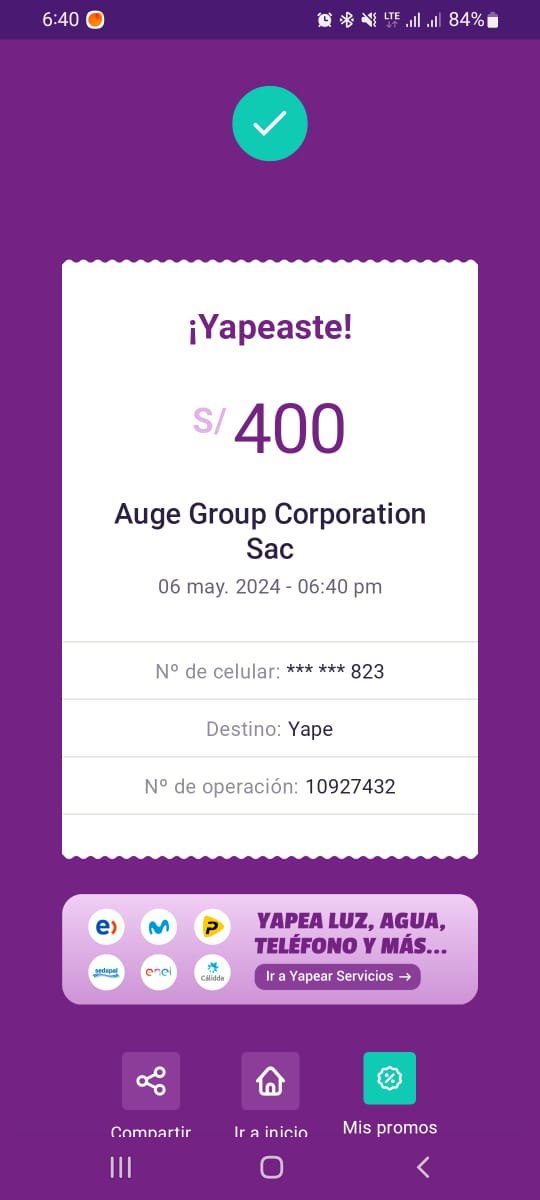 6:40 LTE 84%
¡Yapeaste!
S/ 400
Auge Group Corporation
Sac
06 may. 2024 - 06:40 pm
Nº de celular: *** *** 823
Destino: Yape
Nº de operación: 10927432
e) P YAPEA LUZ, AGUA,
TELÉFONO Y MÁS...
sedapal enel Cálidda Ir a Yapear Servicios →
Compartir Ir a inicio Mis promos